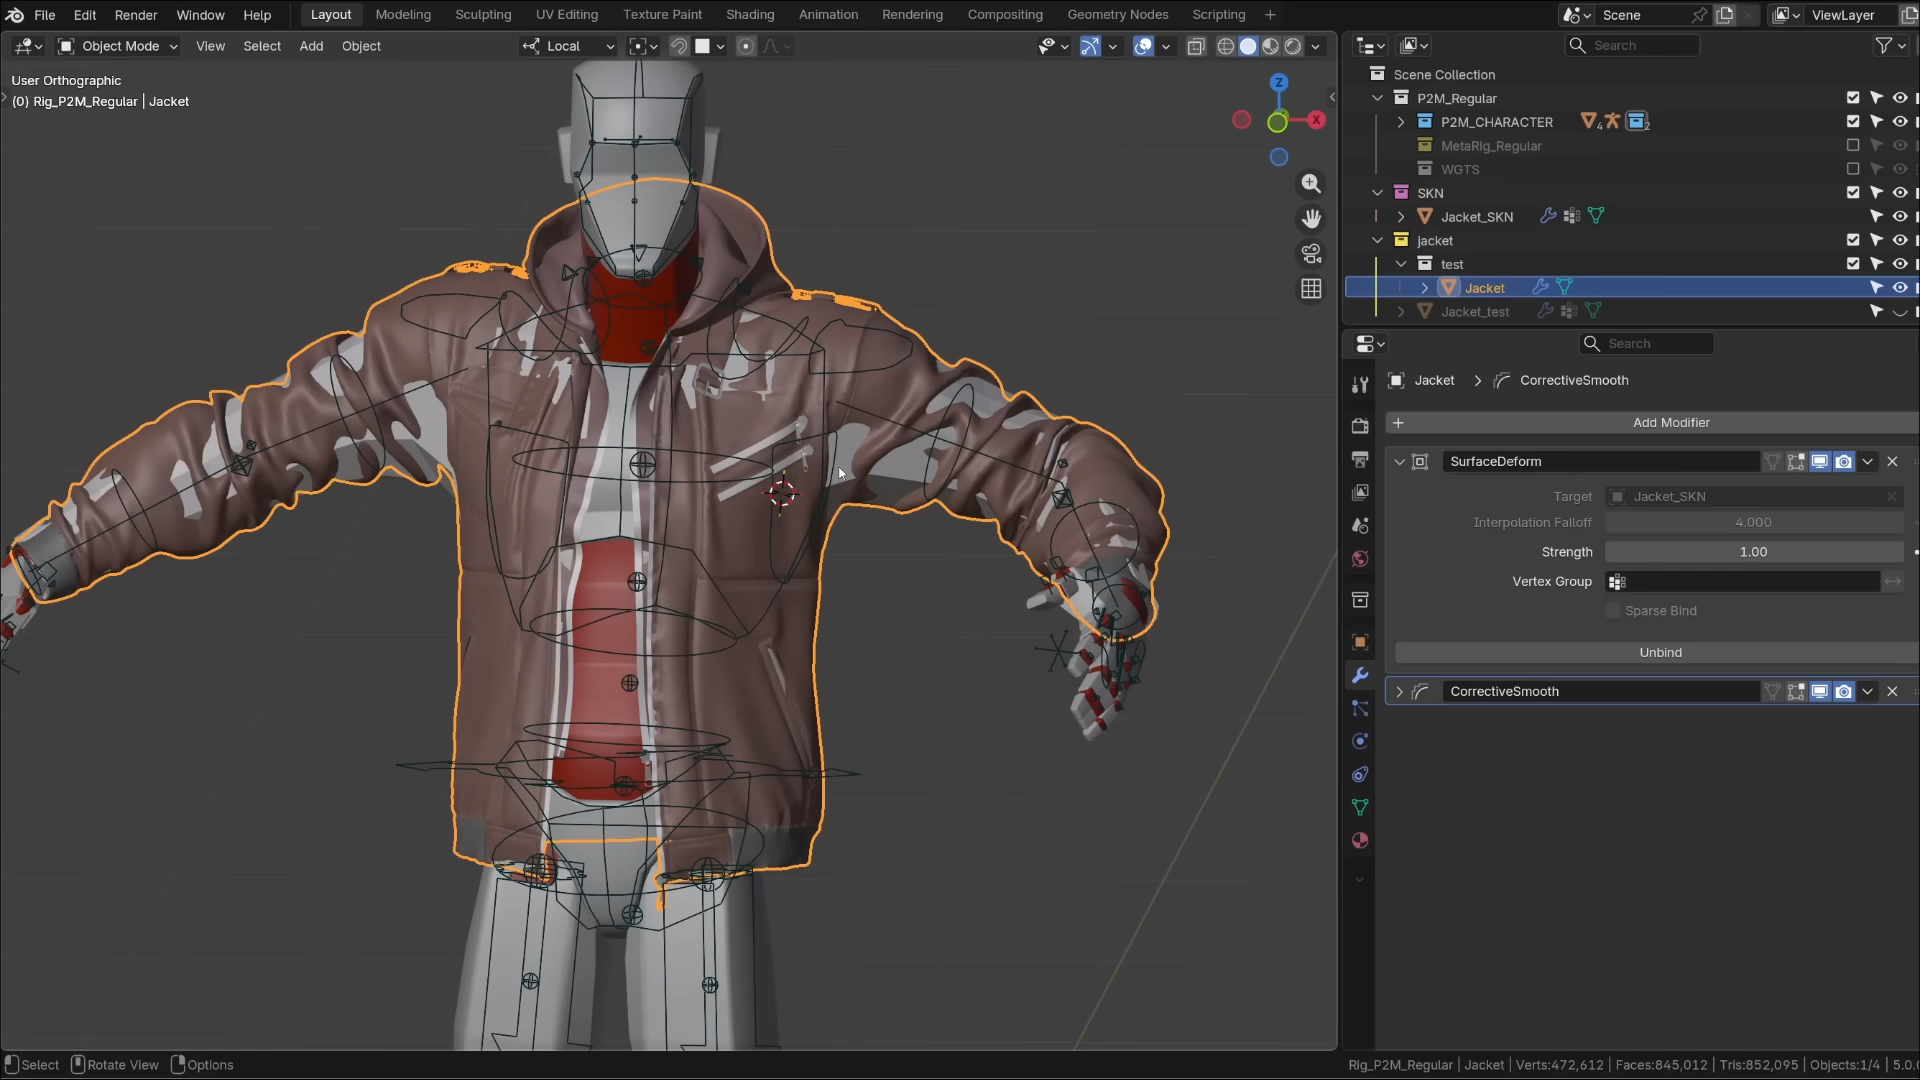 File Edit Render Window Help Layout Modeling Sculpting UV Editing Texture Paint Shading Animation Rendering Compositing Geometry Nodes Scripting + Scene ViewLayer
Object Mode View Select Add Object Local Search
User Orthographic
(0) Rig_P2M_Regular | Jacket
Z
X
Scene Collection
P2M_Regular
P2M_CHARACTER 4 2
MetaRig_Regular
WGTS
SKN
Jacket_SKN
jacket
test
Jacket
Jacket_test
Search
Jacket > CorrectiveSmooth
+ Add Modifier
SurfaceDeform
Target Jacket_SKN
Interpolation Falloff 4.000
Strength 1.00
Vertex Group
Sparse Bind
Unbind
CorrectiveSmooth
Select Rotate View Options Rig_P2M_Regular | Jacket | Verts:472,612 | Faces:845,012 | Tris:852,095 | Objects:1/4 | 5.0.